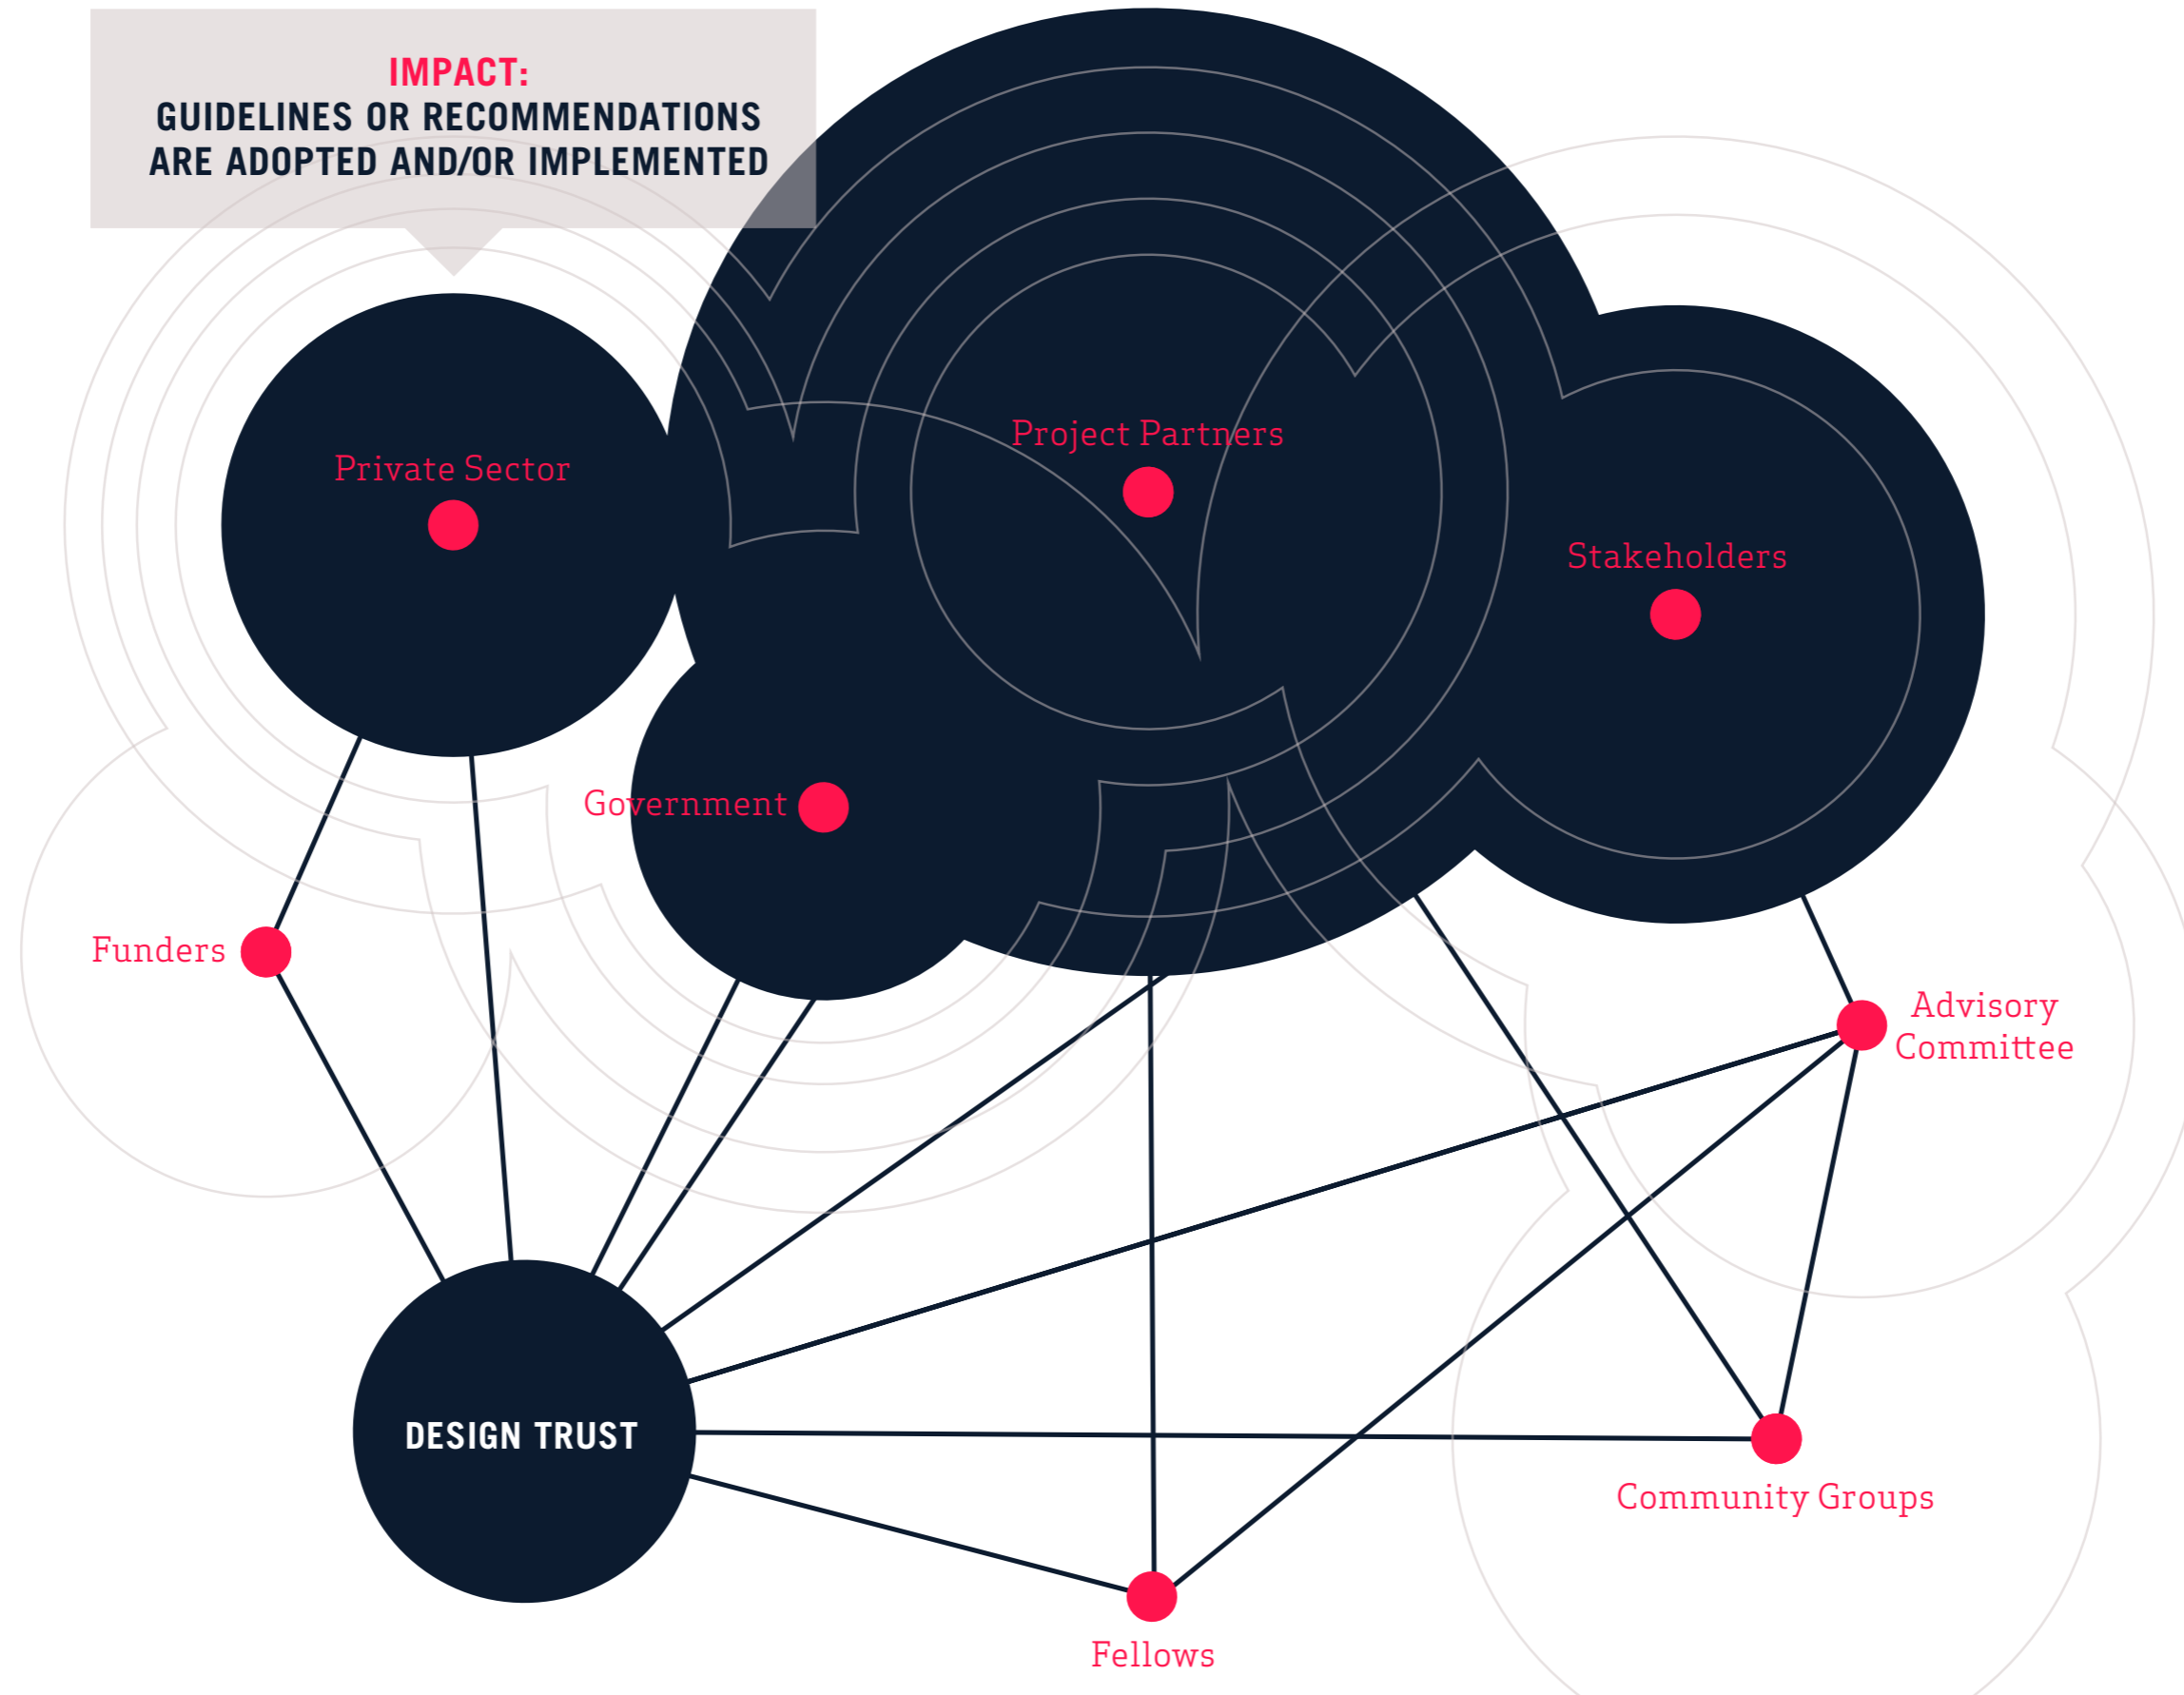 IMPACT:
GUIDELINES OR RECOMMENDATIONS
ARE ADOPTED AND/OR IMPLEMENTED
Project Partners
Private Sector
Stakeholders
Government
Funders
Advisory
Committee
DESIGN TRUST
Community Groups
Fellows